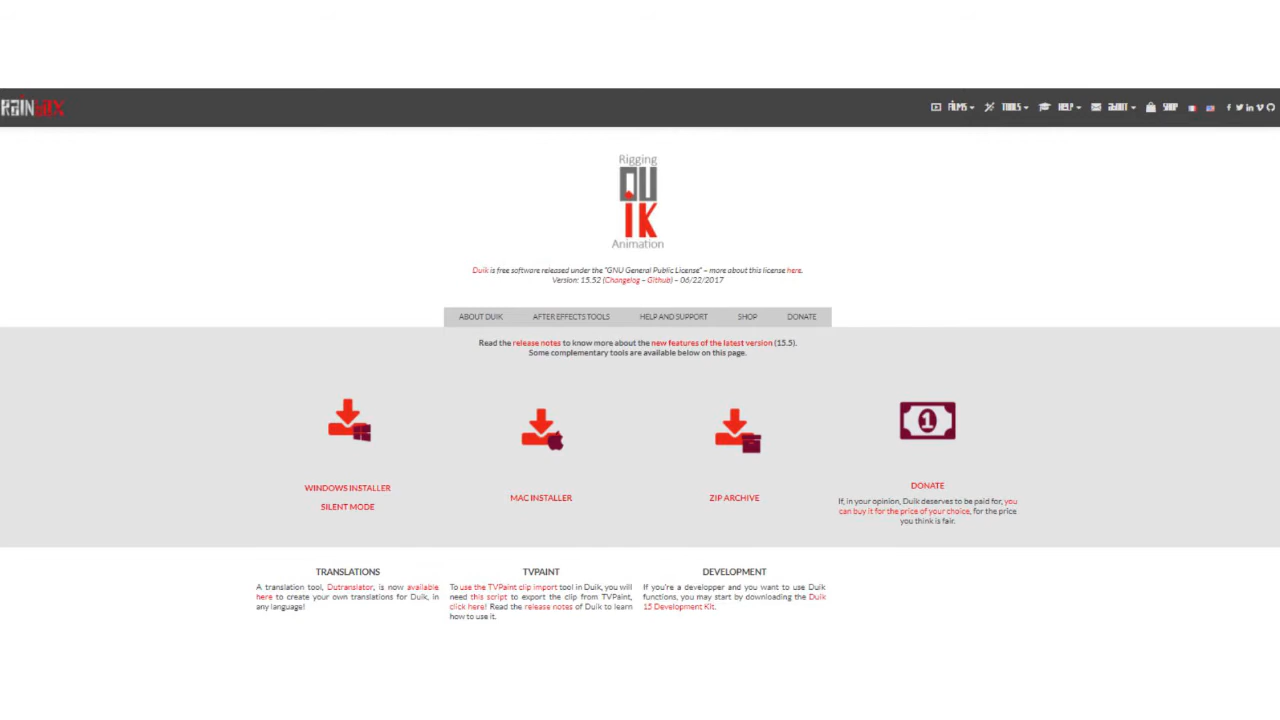 RAINBOX
FILMS TOOLS HELP ABOUT SHOP
Rigging
DU
IK
Animation
Duik is free software released under the "GNU General Public License" – more about this license here.
Version: 15.52 (Changelog – Github) – 06/22/2017
ABOUT DUIK AFTER EFFECTS TOOLS HELP AND SUPPORT SHOP DONATE
Read the release notes to know more about the new features of the latest version (15.5).
Some complementary tools are available below on this page.
1
WINDOWS INSTALLER
SILENT MODE
MAC INSTALLER
ZIP ARCHIVE
DONATE
If, in your opinion, Duik deserves to be paid for, you
can buy it for the price of your choice, for the price
you think is fair.
TRANSLATIONS
A translation tool, Dutranslator, is now available
here to create your own translations for Duik, in
any language!
TVPAINT
To use the TVPaint clip import tool in Duik, you will
need this script to export the clip from TVPaint,
click here! Read the release notes of Duik to learn
how to use it.
DEVELOPMENT
If you're a developper and you want to use Duik
functions, you may start by downloading the Duik
15 Development Kit.